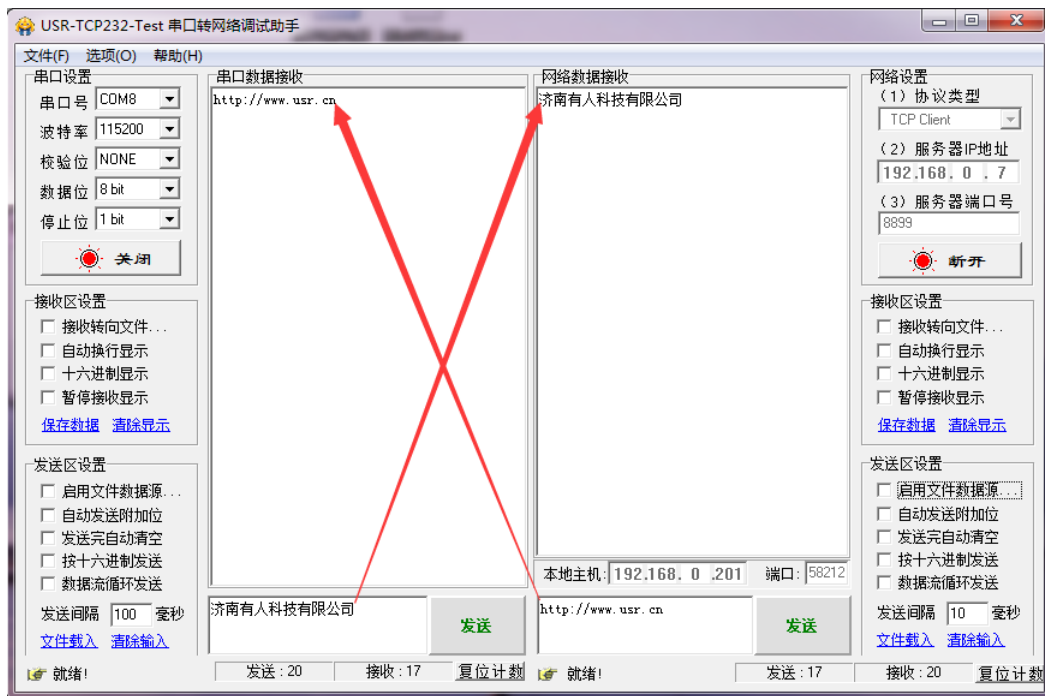 USR-TCP232-Test 串口转网络调试助手
文件(F) 选项(O) 帮助(H)
串口设置
串口号 COM8
波特率 115200
校验位 NONE
数据位 8 bit
停止位 1 bit
关闭
接收区设置
接收转向文件...
自动换行显示
十六进制显示
暂停接收显示
保存数据 清除显示
发送区设置
启用文件数据源...
自动发送附加位
发送完自动清空
按十六进制发送
数据流循环发送
发送间隔 100 毫秒
文件载入 清除输入
就绪!
串口数据接收
http://www.usr.cn
济南有人科技有限公司
发送
发送:20 接收:17 复位计数
网络数据接收
济南有人科技有限公司
本地主机: 192.168. 0 .201 端口: 58212
http://www.usr.cn
发送
就绪! 发送:17 接收:20 复位计数
网络设置
(1) 协议类型
TCP Client
(2) 服务器IP地址
192.168. 0 . 7
(3) 服务器端口号
8899
断开
接收区设置
接收转向文件...
自动换行显示
十六进制显示
暂停接收显示
保存数据 清除显示
发送区设置
启用文件数据源...
自动发送附加位
发送完自动清空
按十六进制发送
数据流循环发送
发送间隔 10 毫秒
文件载入 清除输入